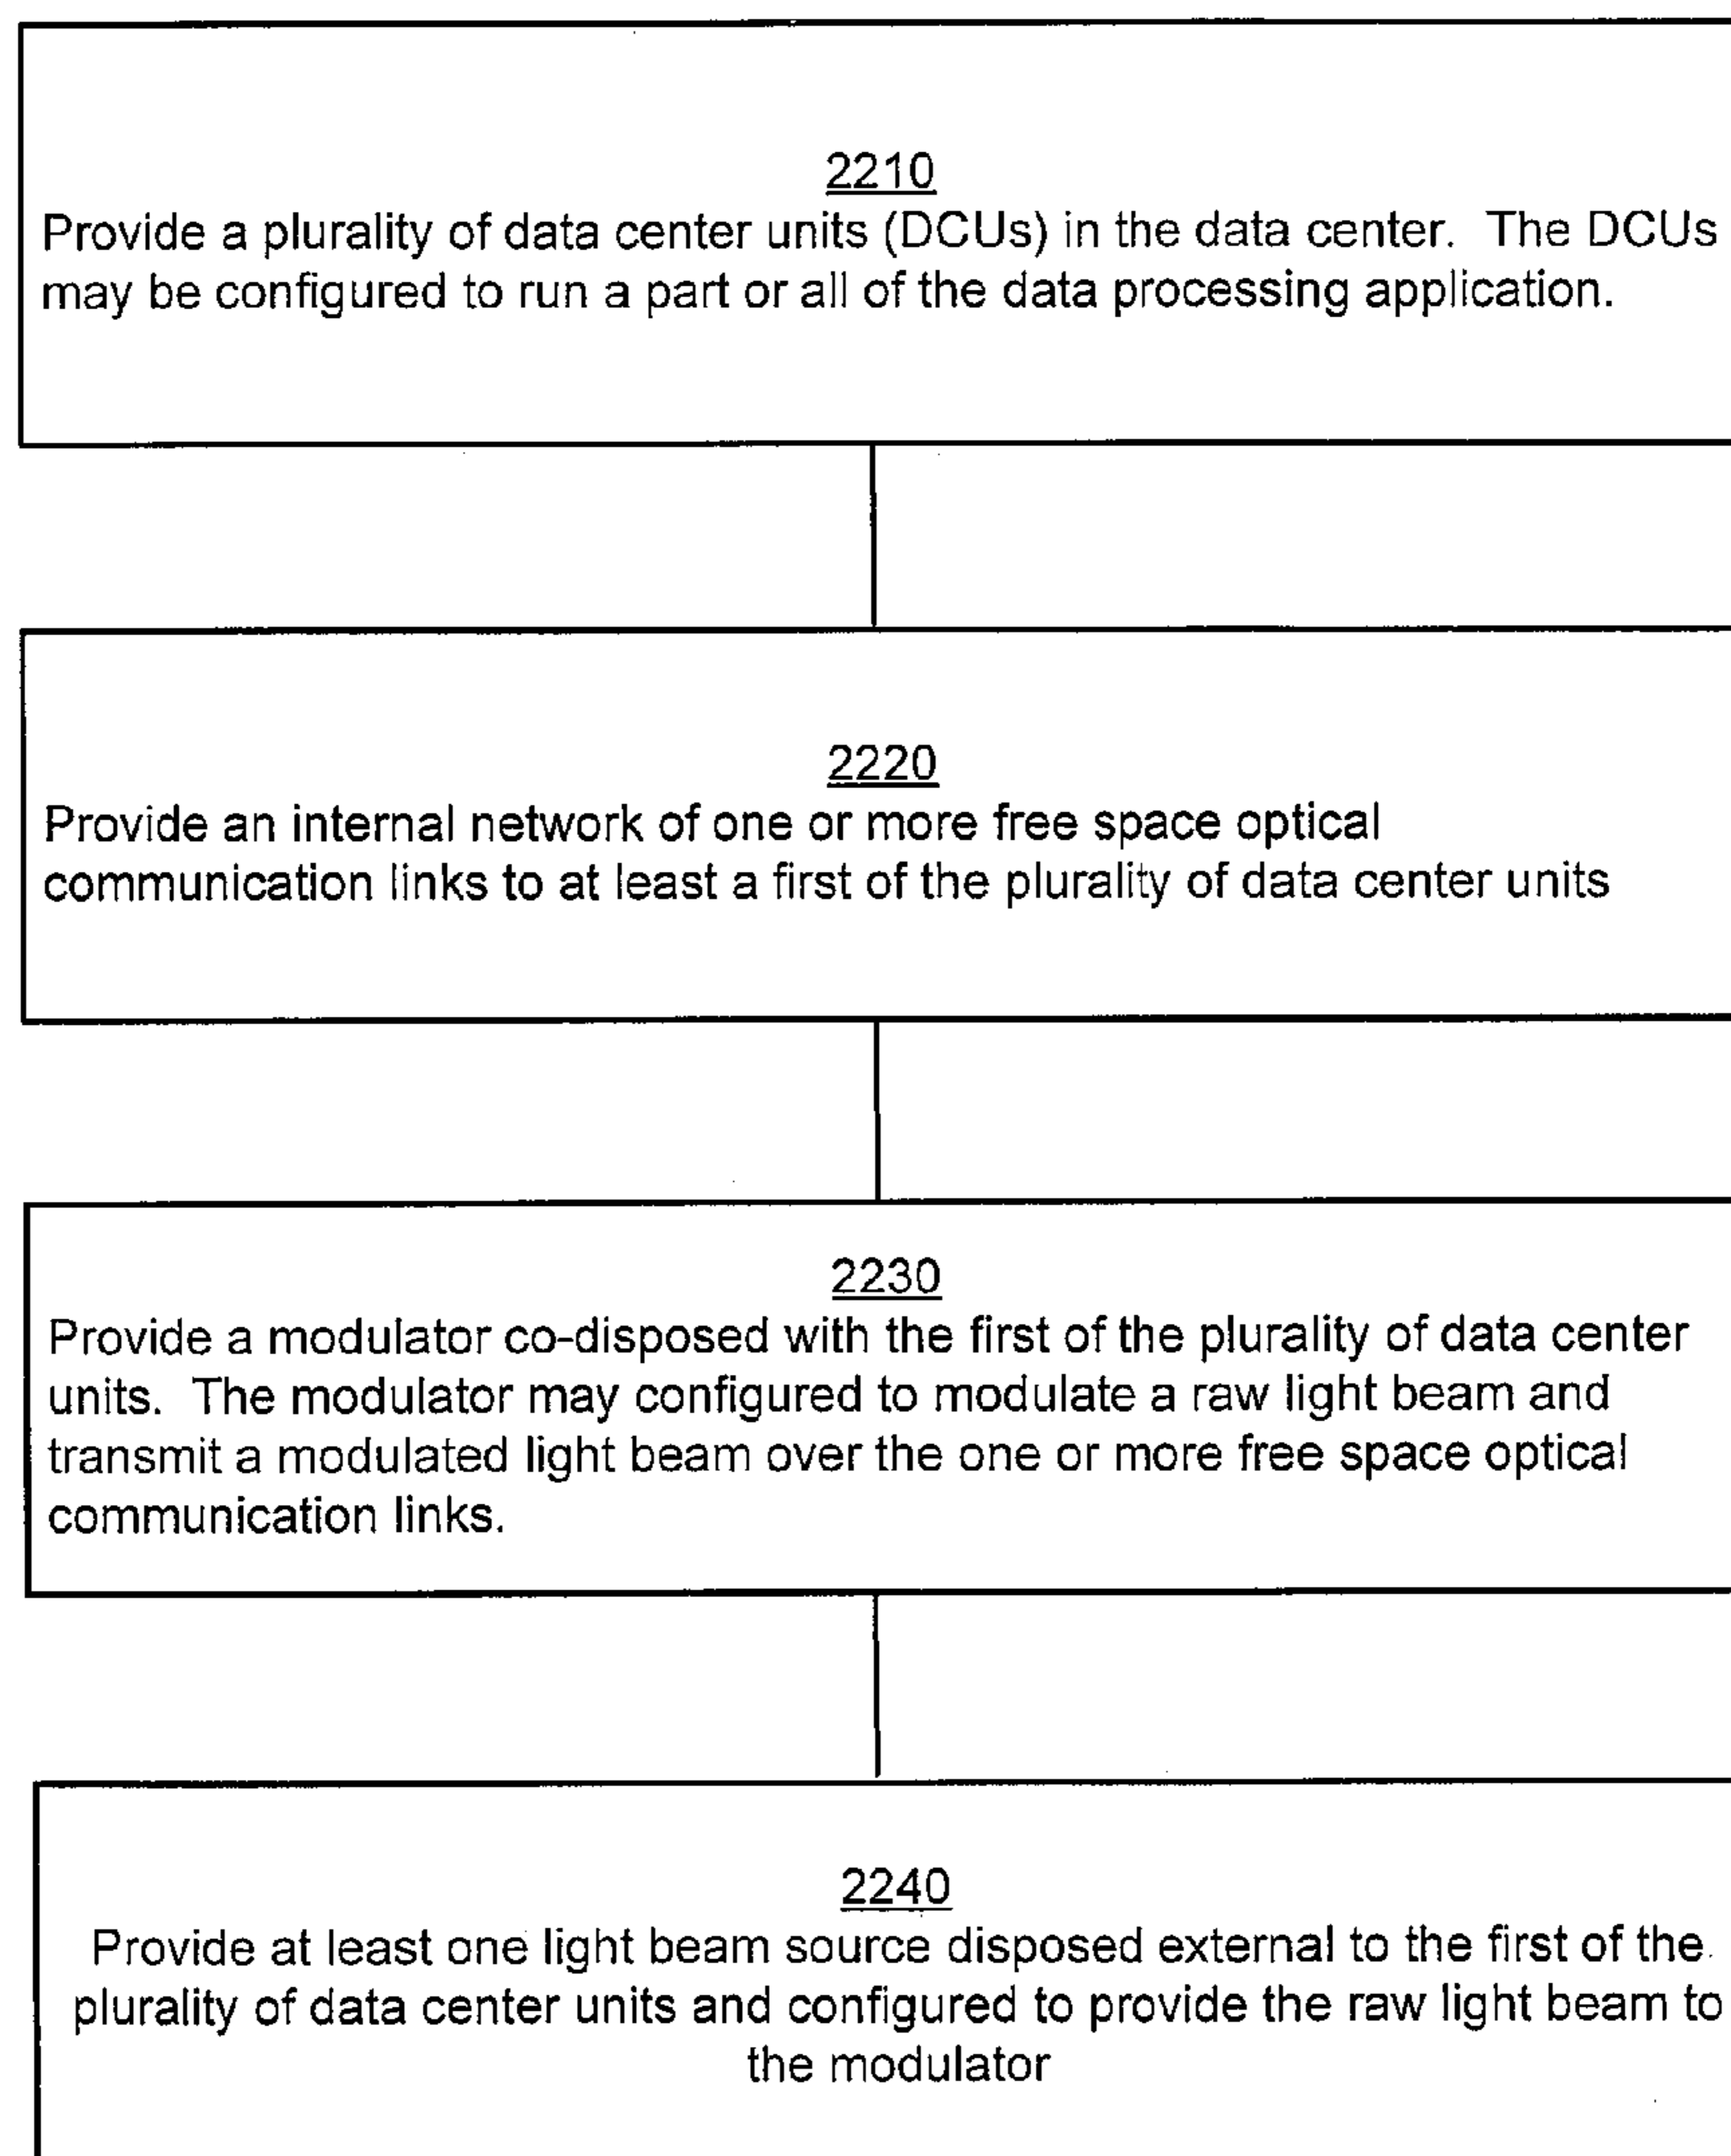 2210
Provide a plurality of data center units (DCUs) in the data center. The DCUs
may be configured to run a part or all of the data processing application.
2220
Provide an internal network of one or more free space optical
communication links to at least a first of the plurality of data center units
2230
Provide a modulator co-disposed with the first of the plurality of data center
units. The modulator may configured to modulate a raw light beam and
transmit a modulated light beam over the one or more free space optical
communication links.
2240
Provide at least one light beam source disposed external to the first of the
plurality of data center units and configured to provide the raw light beam to
the modulator